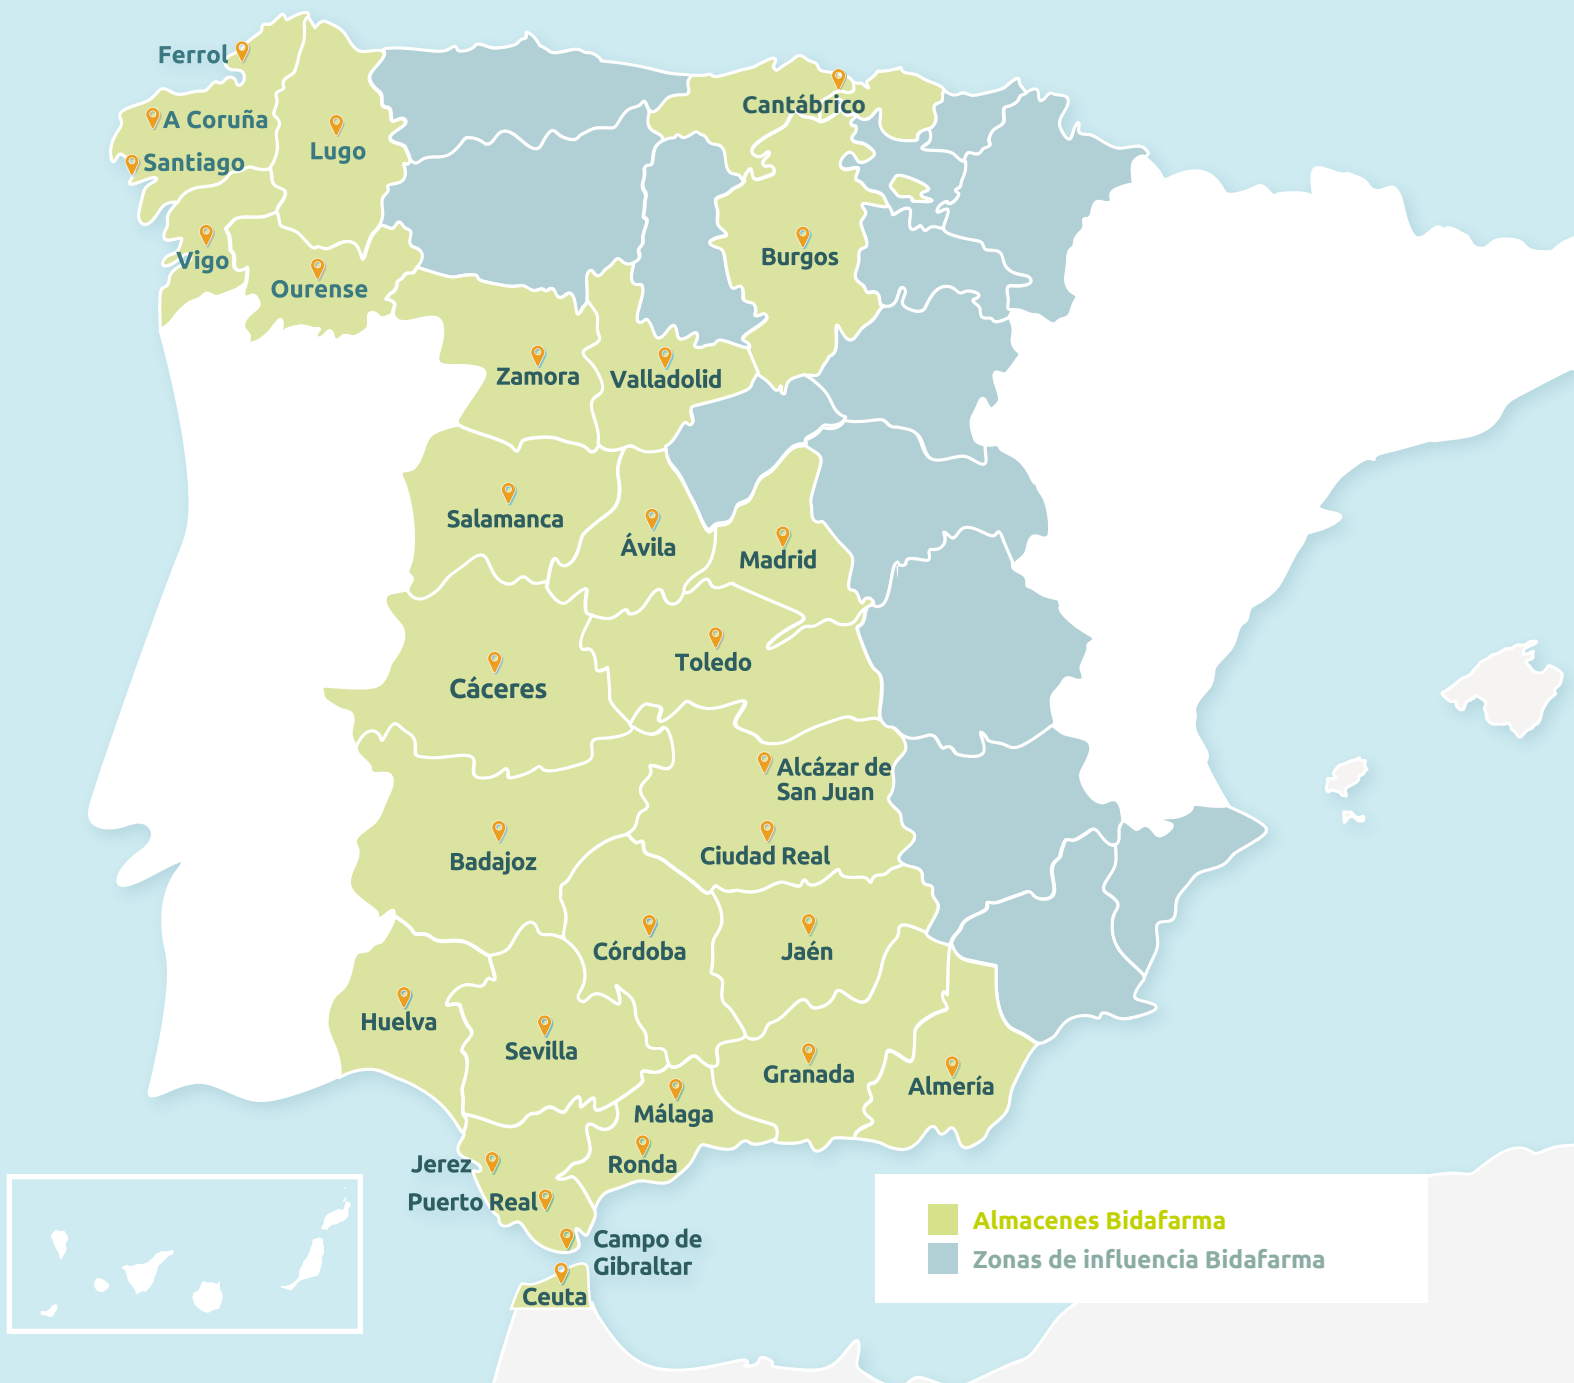 Ferrol
Cantábrico
A Coruña
Lugo
Santiago
Vigo
Burgos
Ourense
Zamora
Valladolid
Salamanca
Ávila
Madrid
Toledo
Cáceres
Alcázar de
San Juan
Badajoz
Ciudad Real
Córdoba
Jaén
Huelva
Sevilla
Granada
Almería
Málaga
Jerez
Ronda
Puerto Real
Campo de
Gibraltar
Ceuta
Almacenes Bidafarma
Zonas de influencia Bidafarma